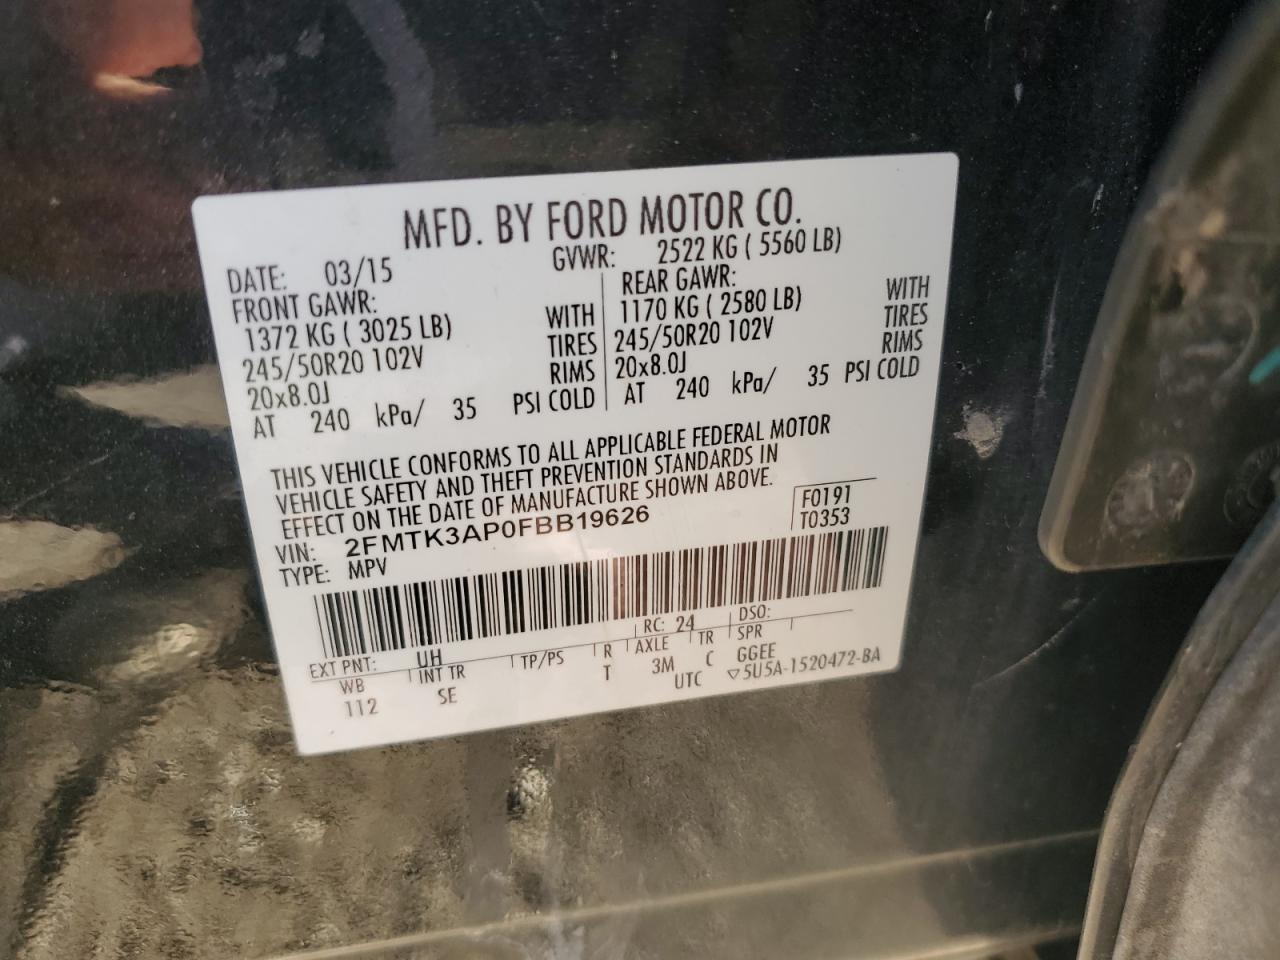 MFD. BY FORD MOTOR CO.
DATE: 03/15 GVWR: 2522 KG ( 5560 LB)
FRONT GAWR: REAR GAWR:
1372 KG ( 3025 LB) WITH 1170 KG ( 2580 LB) WITH
245/50R20 102V TIRES 245/50R20 102V TIRES
20x8.0J RIMS 20x8.0J RIMS
AT 240 kPa/ 35 PSI COLD AT 240 kPa/ 35 PSI COLD
THIS VEHICLE CONFORMS TO ALL APPLICABLE FEDERAL MOTOR
VEHICLE SAFETY AND THEFT PREVENTION STANDARDS IN
EFFECT ON THE DATE OF MANUFACTURE SHOWN ABOVE.
VIN: 2FMTK3AP0FBB19626 F0191
TYPE: MPV T0353
EXT PNT: UH RC: 24 DSO:
WB INT TR TP/PS R AXLE TR SPR
112 SE T 3M C GGEE
UTC ▽5U5A-1520472-BA